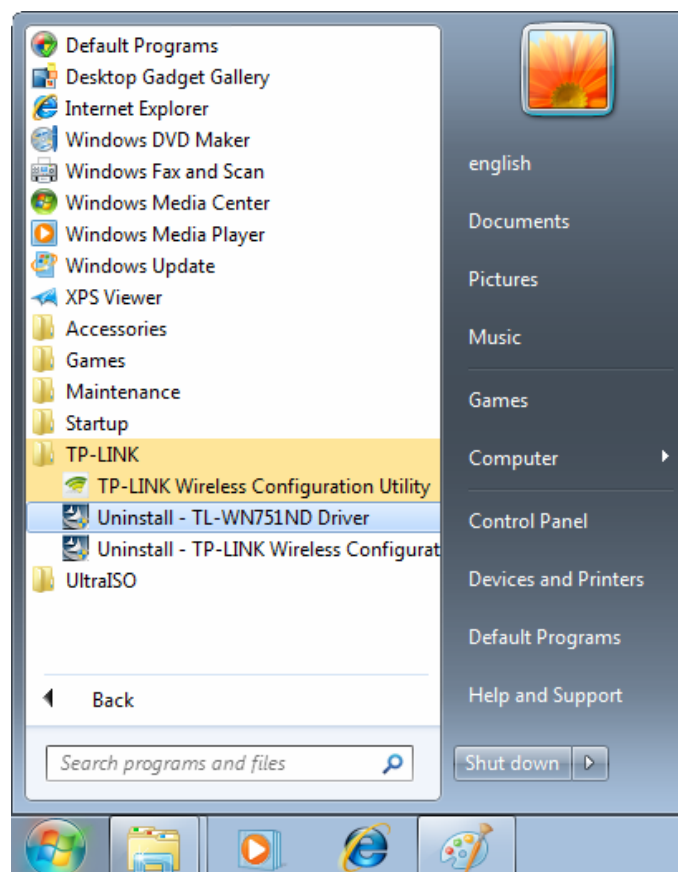 Default Programs
Desktop Gadget Gallery
Internet Explorer
Windows DVD Maker
Windows Fax and Scan
Windows Media Center
Windows Media Player
Windows Update
XPS Viewer
Accessories
Games
Maintenance
Startup
TP-LINK
TP-LINK Wireless Configuration Utility
Uninstall - TL-WN751ND Driver
Uninstall - TP-LINK Wireless Configurat
UltraISO
Back
Search programs and files
english
Documents
Pictures
Music
Games
Computer
Control Panel
Devices and Printers
Default Programs
Help and Support
Shut down